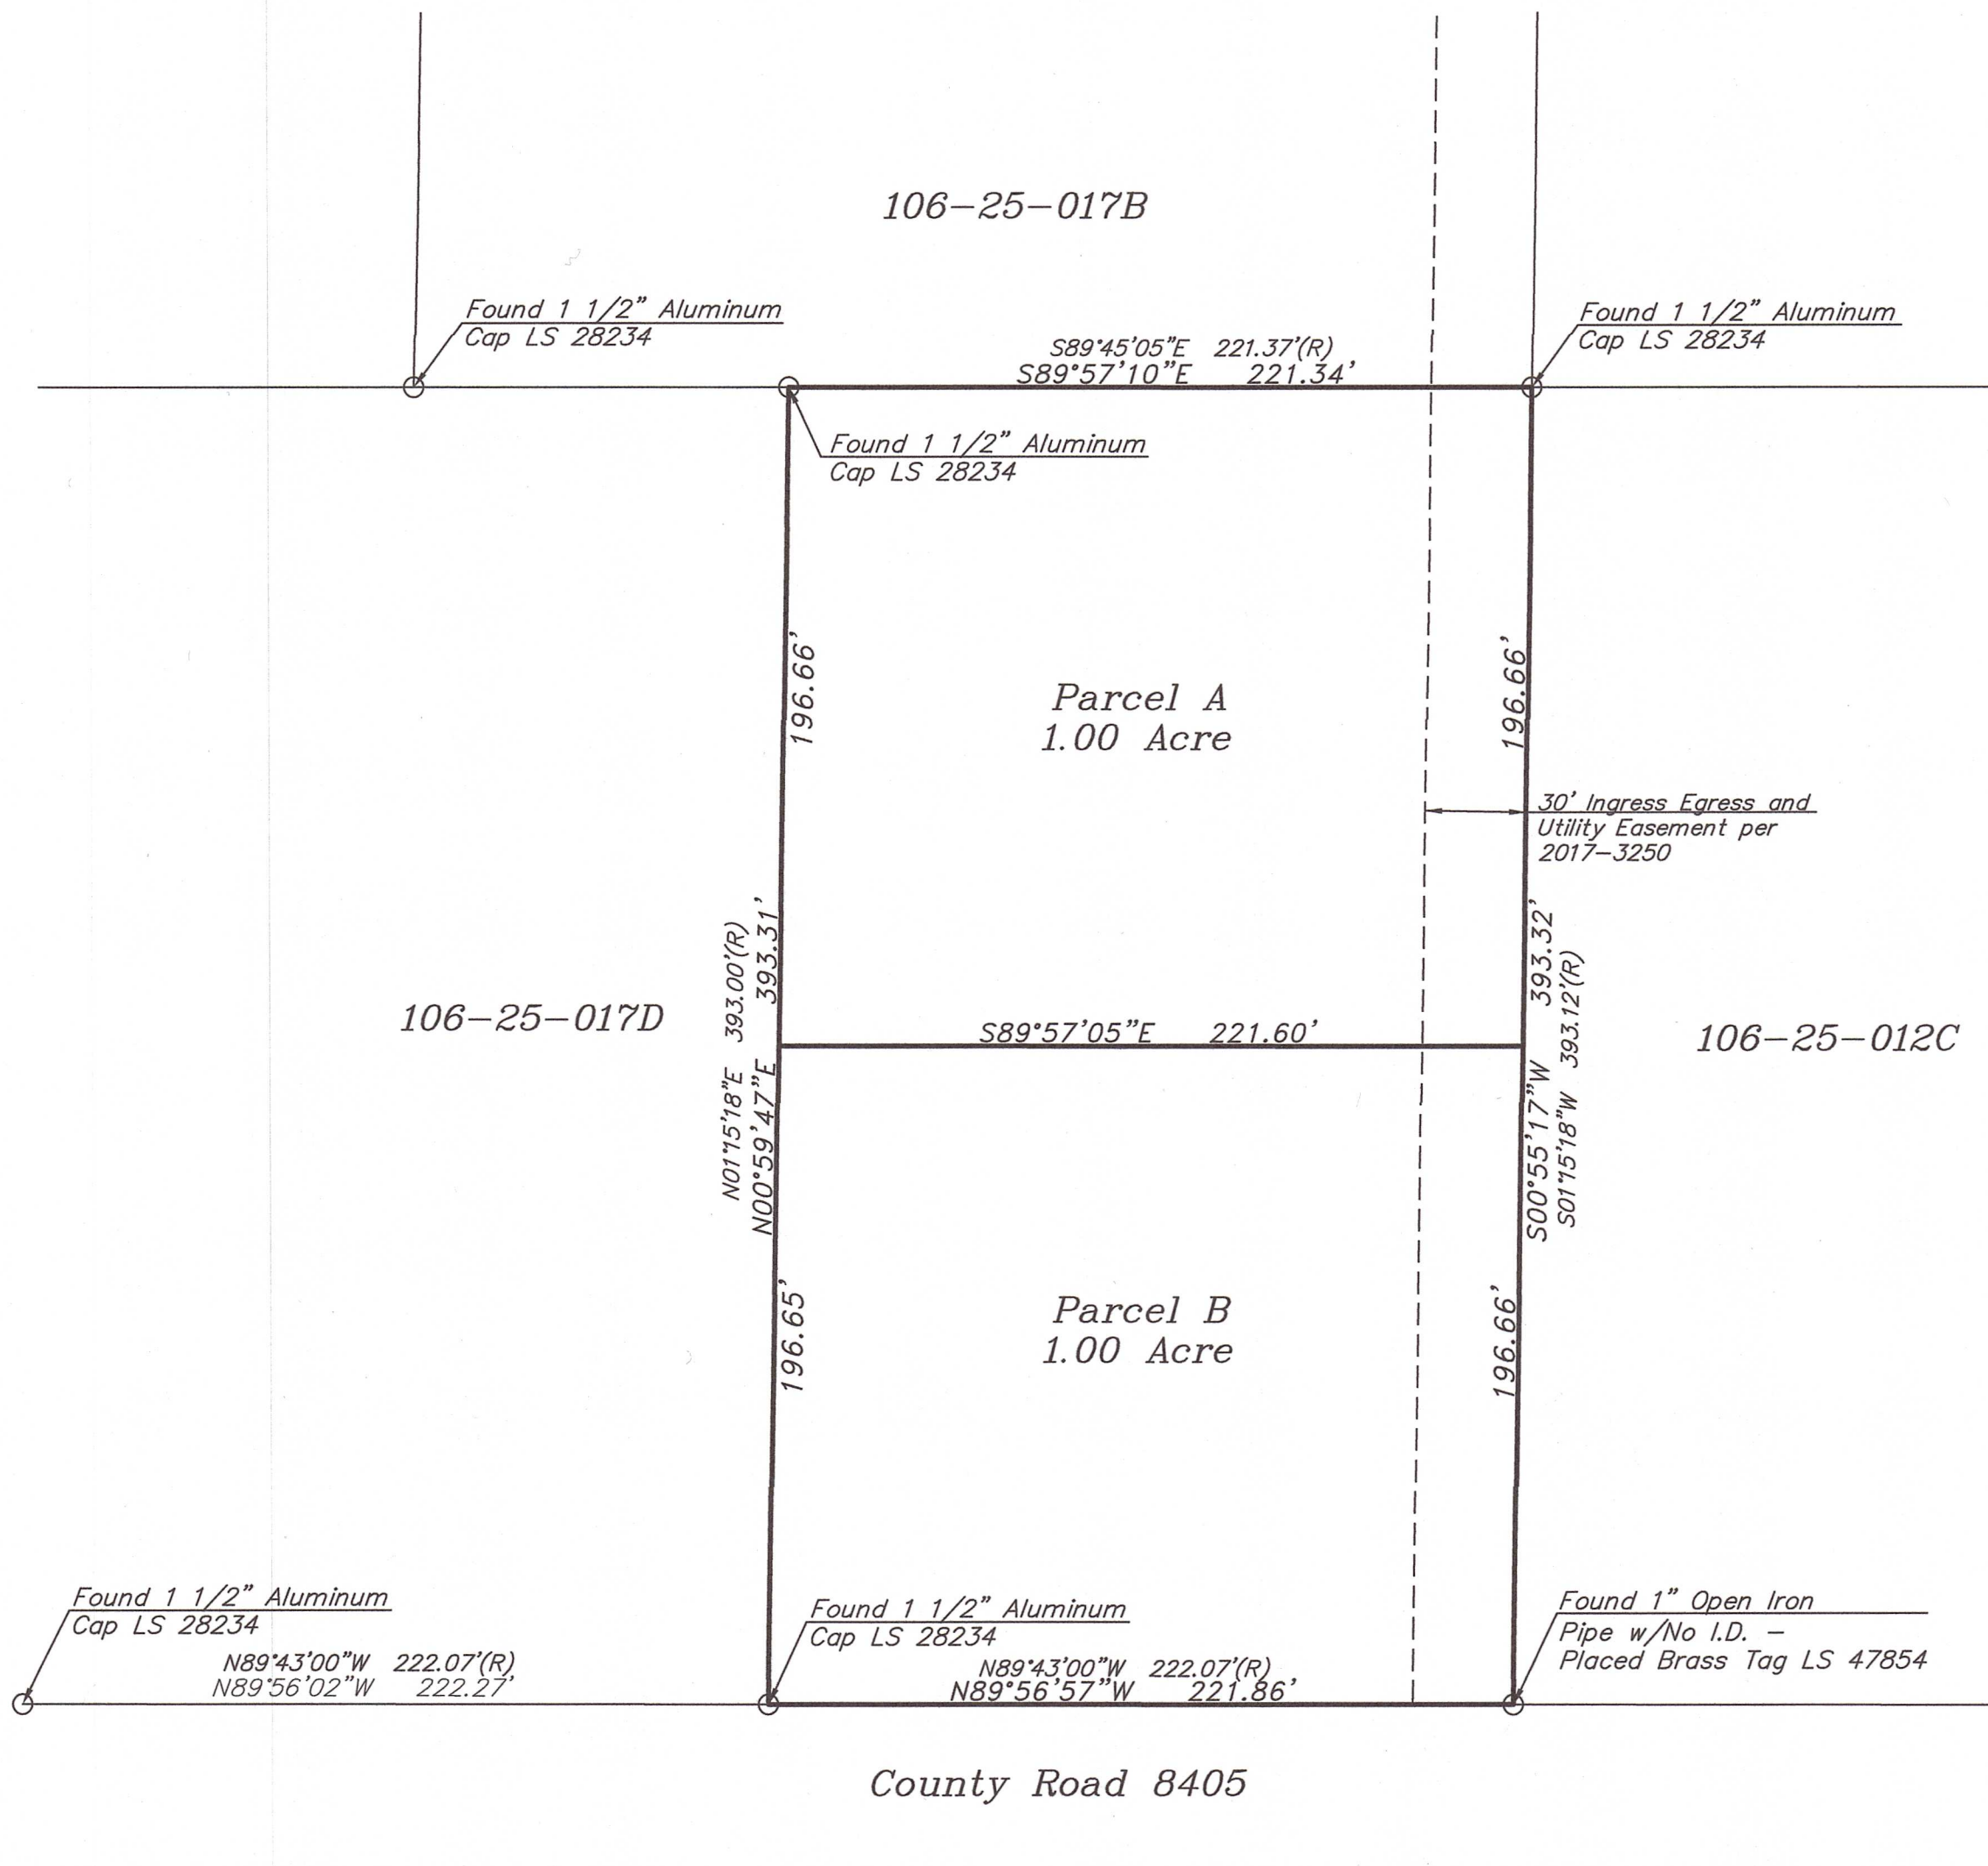 106-25-017B
Found 1 1/2" Aluminum
Cap LS 28234
Found 1 1/2" Aluminum
Cap LS 28234
S89°45'05"E 221.37'(R)
S89°57'10"E 221.34'
Found 1 1/2" Aluminum
Cap LS 28234
196.66'
196.66'
Parcel A
1.00 Acre
30' Ingress Egress and
Utility Easement per
2017-3250
N01°15'18"E 393.00'(R)
N00°59'47"E 393.31'
S00°55'17"W 393.32'
S01°15'18"W 393.12'(R)
106-25-017D
S89°57'05"E 221.60'
106-25-012C
196.65'
196.66'
Parcel B
1.00 Acre
Found 1 1/2" Aluminum
Cap LS 28234
N89°43'00"W 222.07'(R)
N89°56'02"W 222.27'
Found 1 1/2" Aluminum
Cap LS 28234
N89°43'00"W 222.07'(R)
N89°56'57"W 221.86'
Found 1" Open Iron
Pipe w/No I.D. -
Placed Brass Tag LS 47854
County Road 8405